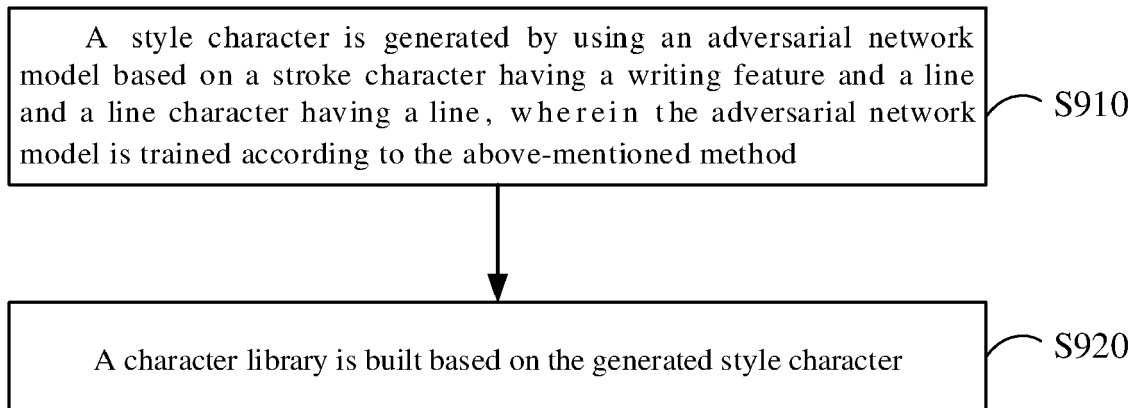 A style character is generated by using an adversarial network
model based on a stroke character having a writing feature and a line
and a line character having a line, wherein the adversarial network
model is trained according to the above-mentioned method
S910
A character library is built based on the generated style character
S920